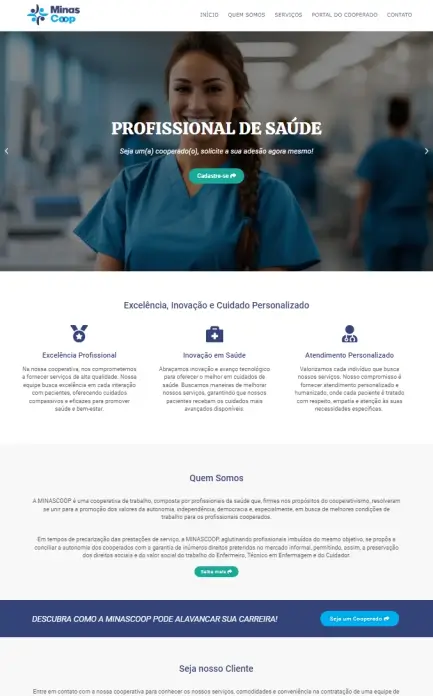 Minas
Coop
INÍCIO QUEM SOMOS SERVIÇOS PORTAL DO COOPERADO CONTATO
PROFISSIONAL DE SAÚDE
Seja um(a) cooperado(o), solicite a sua adesão agora mesmo!
Cadastre-se
Excelência, Inovação e Cuidado Personalizado
Excelência Profissional
Na nossa cooperativa, nos comprometemos
a fornecer serviços de alta qualidade. Nossa
equipe busca excelência em cada interação
com pacientes, oferecendo cuidados
compassivos e eficazes para promover
saúde e bem-estar.
Inovação em Saúde
Abraçamos inovação e avanço tecnológico
para oferecer o melhor em cuidados de
saúde. Buscamos maneiras de melhorar
nossos serviços, garantindo que nossos
pacientes recebam os cuidados mais
avançados disponíveis.
Atendimento Personalizado
Valorizamos cada indivíduo que busca
nossos serviços. Nosso compromisso é
fornecer atendimento personalizado e
humanizado, onde cada paciente é tratado
com respeito, empatia e atenção às suas
necessidades específicas.
Quem Somos
A MINASCOOP, é uma cooperativa de trabalho, composta por profissionais da saúde que, firmes nos propósitos do cooperativismo, resolveram
se unir para a promoção dos valores da autonomia, independência, democracia e, especialmente, em busca de melhores condições de
trabalho para os profissionais cooperados.
Em tempos de precarização das prestações de serviço, a MINASCOOP, aglutinando profissionais imbuídos do mesmo objetivo, se propõs a
conciliar a autonomia dos cooperados com a garantia de inúmeros direitos preteridos no mercado informal, permitindo, assim, a preservação
dos direitos sociais e do valor social do trabalho do Enfermeiro, Técnico em Enfermagem e do Cuidador.
Saiba mais
DESCUBRA COMO A MINASCOOP PODE ALAVANCAR SUA CARREIRA!
Seja um Cooperado
Seja nosso Cliente
Entre em contato com a nossa cooperativa para conhecer os nossos serviços, comodidades e conveniência na contratação de uma equipe de